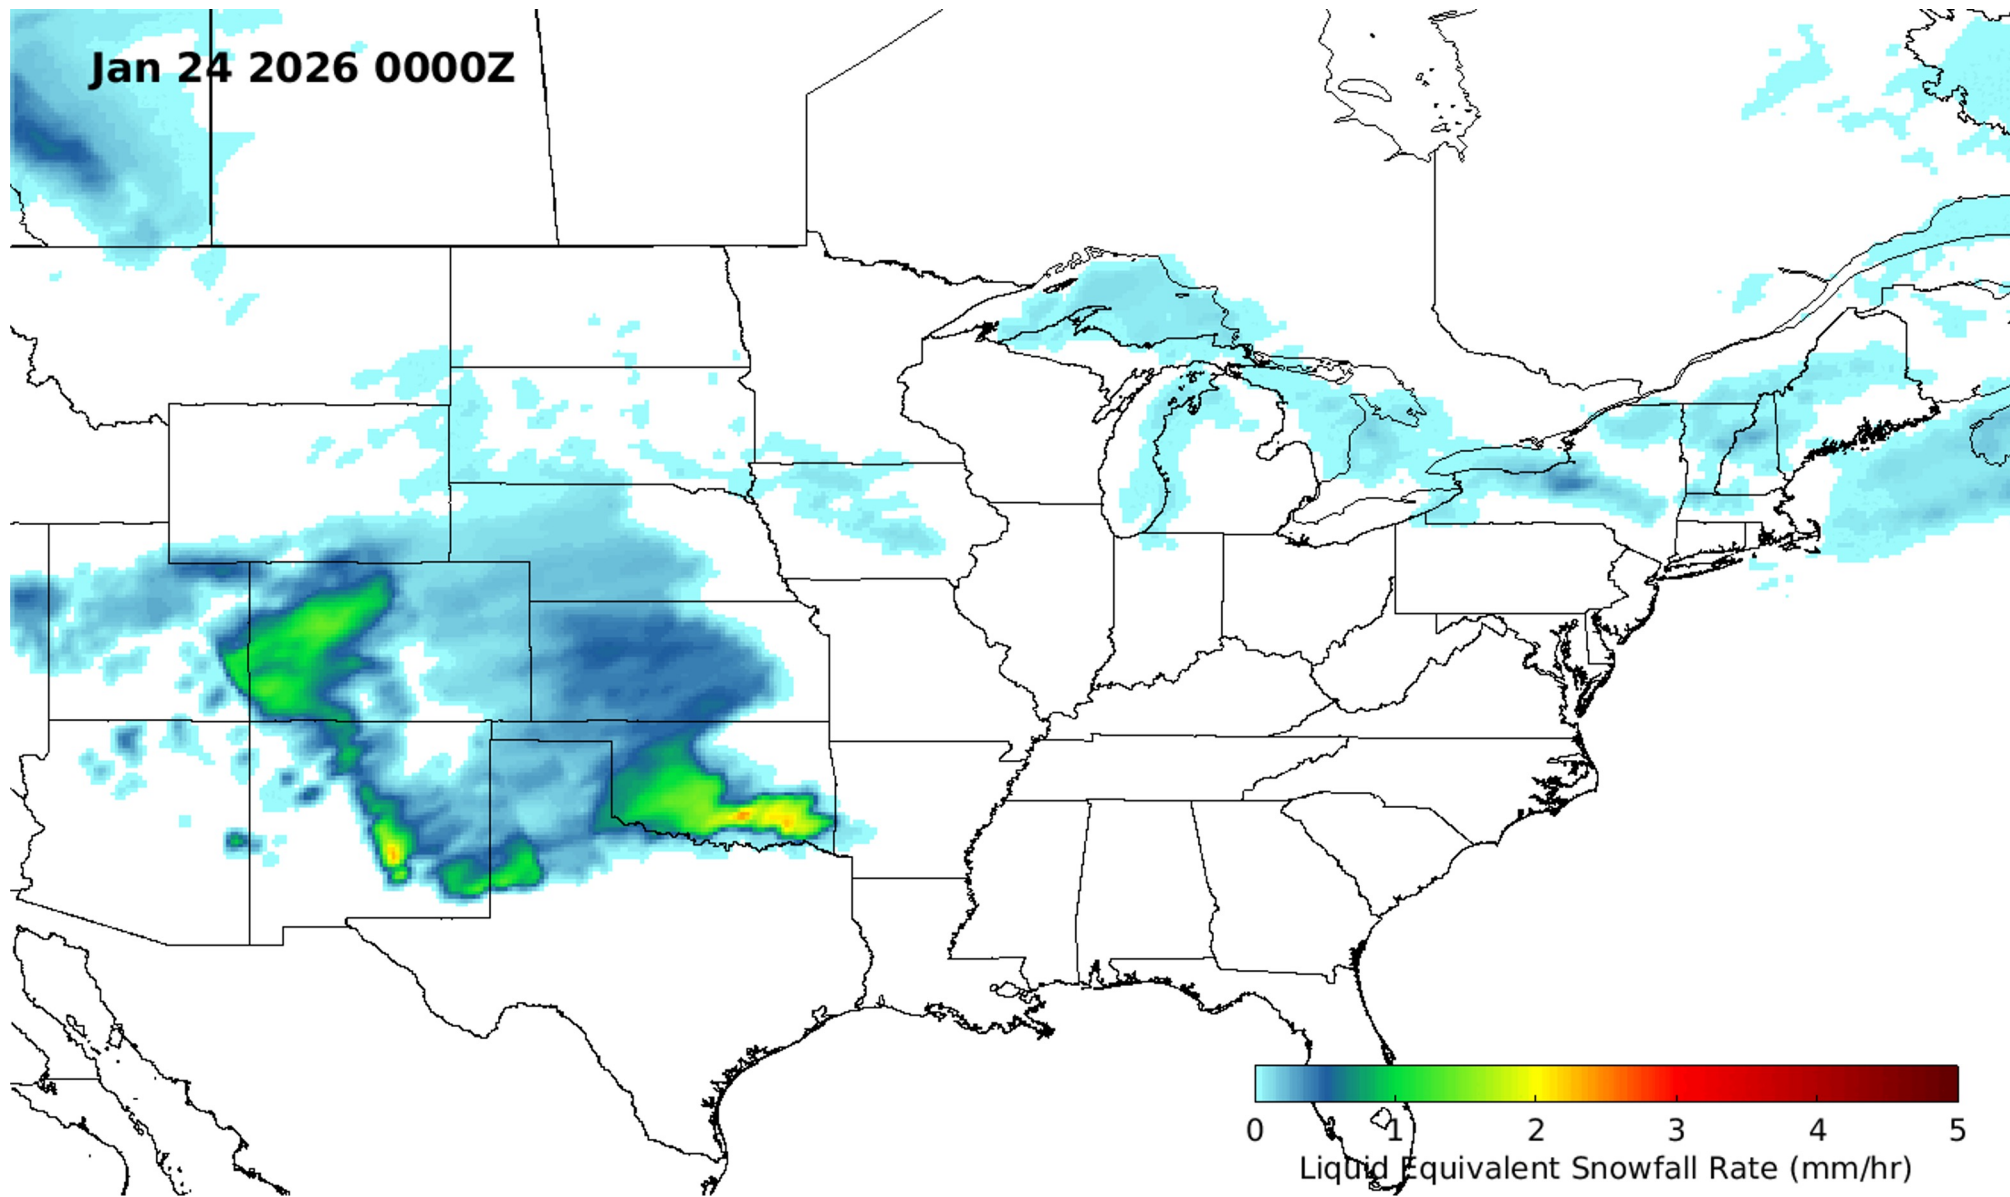 Jan 24 2026 0000Z
0 1 2 3 4 5
Liquid Equivalent Snowfall Rate (mm/hr)